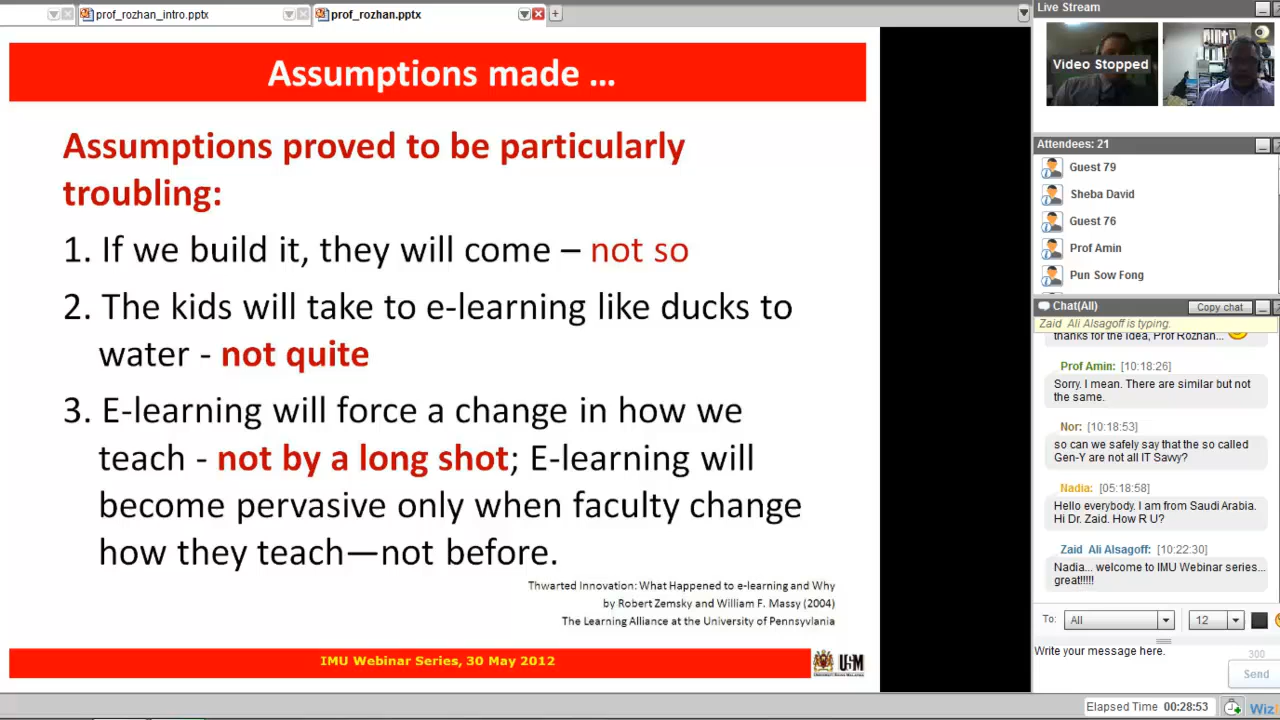 prof_rozhan_intro.pptx
prof_rozhan.pptx
Live Stream
Assumptions made …
Video Stopped
Assumptions proved to be particularly
troubling:
1. If we build it, they will come – not so
2. The kids will take to e-learning like ducks to
water - not quite
3. E-learning will force a change in how we
teach - not by a long shot; E-learning will
become pervasive only when faculty change
how they teach—not before.
Thwarted Innovation: What Happened to e-learning and Why
by Robert Zemsky and William F. Massy (2004)
The Learning Alliance at the University of Pennsyvlania
IMU Webinar Series, 30 May 2012
USM
Attendees: 21
Guest 79
Sheba David
Guest 76
Prof Amin
Pun Sow Fong
Chat(All)
Copy chat
Zaid Ali Alsagoff is typing.
thanks for the Idea, Prof Rozhan...
Prof Amin: [10:18:26]
Sorry. I mean. There are similar but not
the same.
Nor: [10:18:53]
so can we safely say that the so called
Gen-Y are not all IT Savvy?
Nadia: [05:18:58]
Hello everybody. I am from Saudi Arabia.
Hi Dr. Zaid. How R U?
Zaid Ali Alsagoff: [10:22:30]
Nadia... welcome to IMU Webinar series...
great!!!!!
To: All 12
Write your message here.
300
Send
Elapsed Time 00:28:53
Wiz